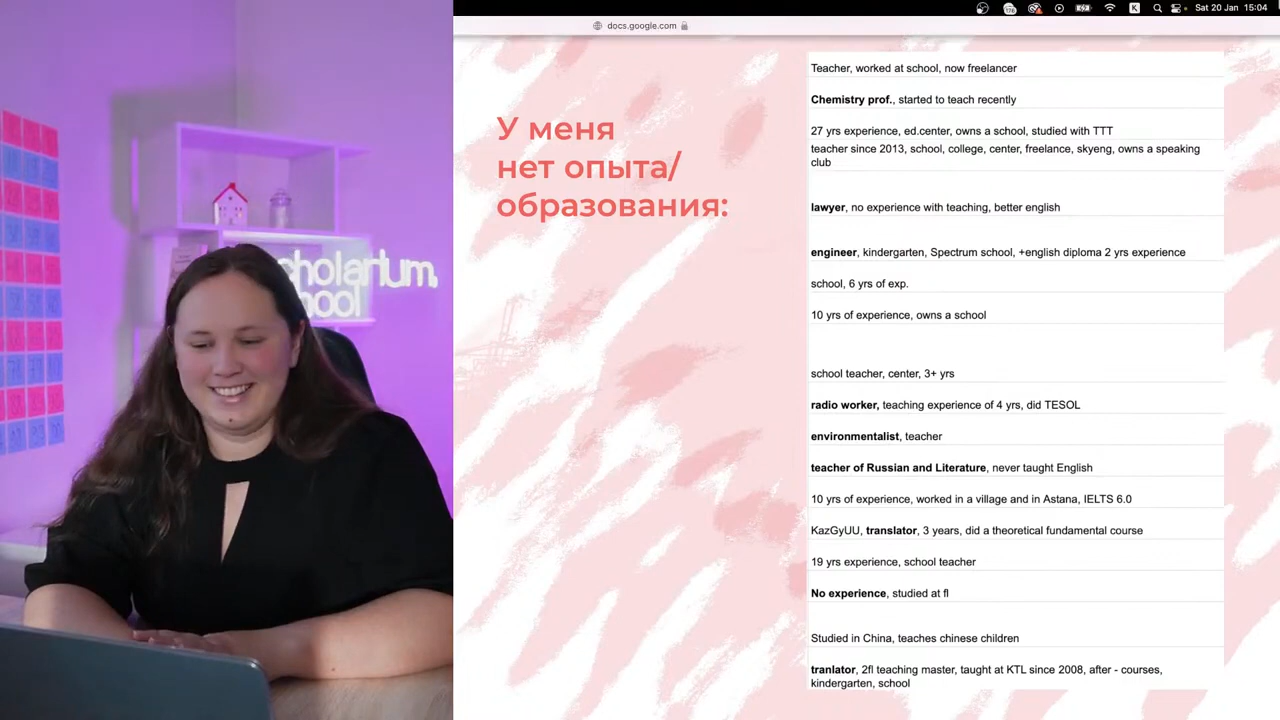 Sat 20 Jan 15:04
docs.google.com
cholarium.
hool
У меня
нет опыта/
образования:
Teacher, worked at school, now freelancer
Chemistry prof., started to teach recently
27 yrs experience, ed.center, owns a school, studied with TTT
teacher since 2013, school, college, center, freelance, skyeng, owns a speaking
club
lawyer, no experience with teaching, better english
engineer, kindergarten, Spectrum school, +english diploma 2 yrs experience
school, 6 yrs of exp.
10 yrs of experience, owns a school
school teacher, center, 3+ yrs
radio worker, teaching experience of 4 yrs, did TESOL
environmentalist, teacher
teacher of Russian and Literature, never taught English
10 yrs of experience, worked in a village and in Astana, IELTS 6.0
KazGyUU, translator, 3 years, did a theoretical fundamental course
19 yrs experience, school teacher
No experience, studied at fl
Studied in China, teaches chinese children
tranlator, 2fl teaching master, taught at KTL since 2008, after - courses,
kindergarten, school